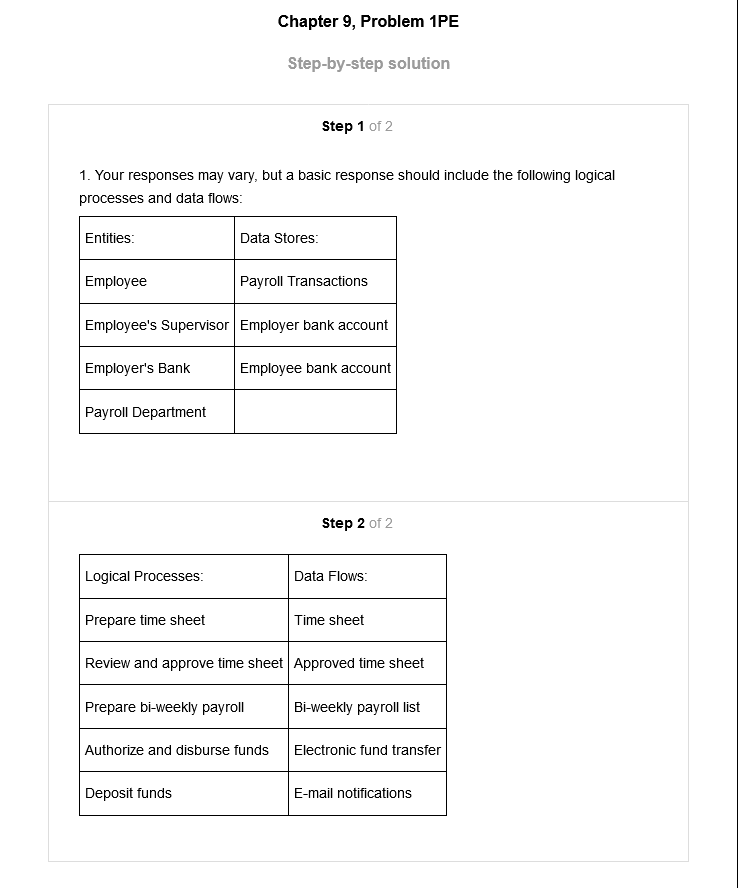 Chapter 9, Problem 1PE
Step-by-step solution
Step 1 of 2
1. Your responses may vary, but a basic response should include the following logical
processes and data flows:
Entities: Data Stores:
Employee Payroll Transactions
Employee's Supervisor Employer bank account
Employer's Bank Employee bank account
Payroll Department
Step 2 of 2
Logical Processes: Data Flows:
Prepare time sheet Time sheet
Review and approve time sheet Approved time sheet
Prepare bi-weekly payroll Bi-weekly payroll list
Authorize and disburse funds Electronic fund transfer
Deposit funds E-mail notifications